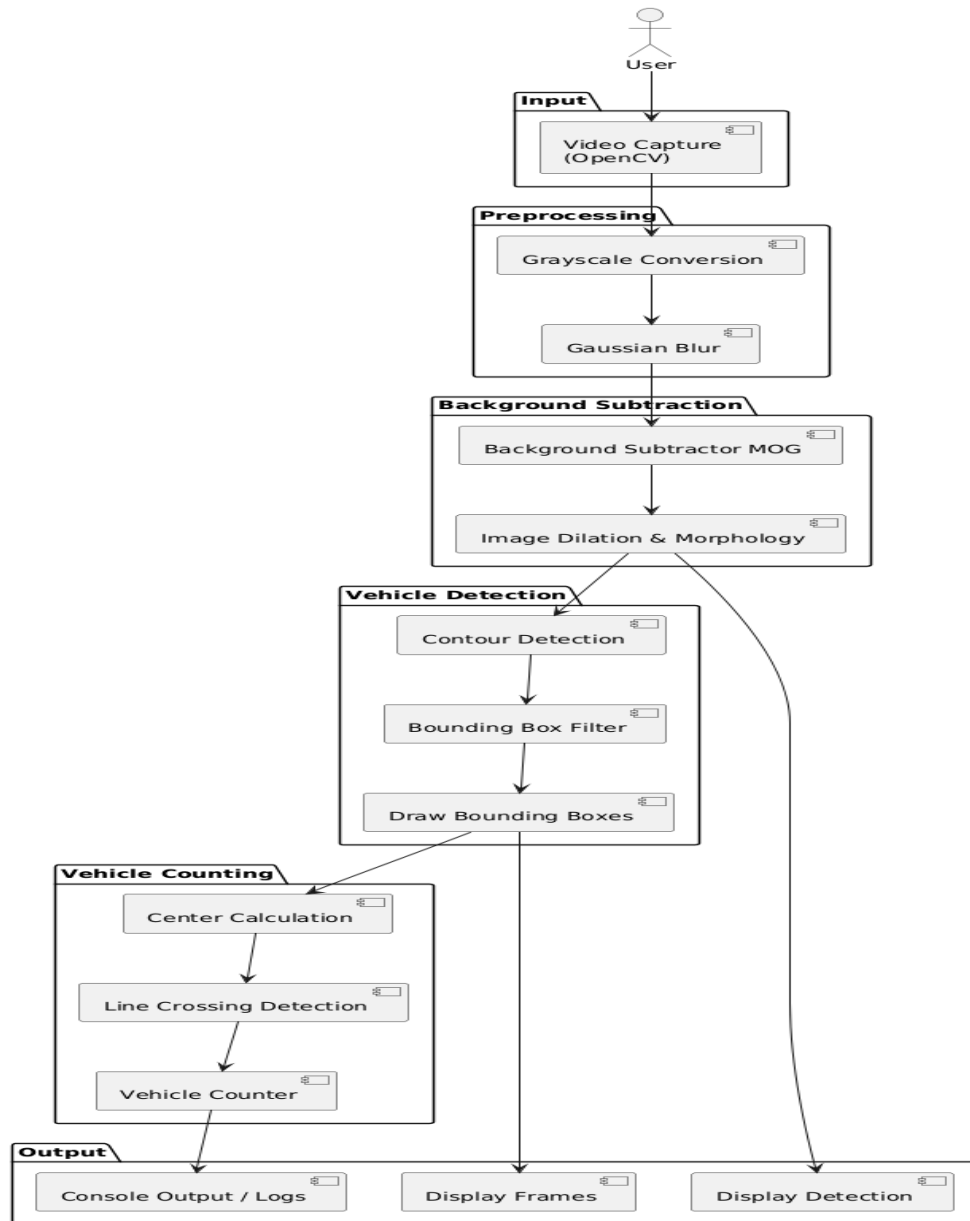 User
Input
Video Capture
(OpenCV)
Preprocessing
Grayscale Conversion
Gaussian Blur
Background Subtraction
Background Subtractor MOG
Image Dilation & Morphology
Vehicle Detection
Contour Detection
Bounding Box Filter
Draw Bounding Boxes
Vehicle Counting
Center Calculation
Line Crossing Detection
Vehicle Counter
Output
Console Output / Logs
Display Frames
Display Detection